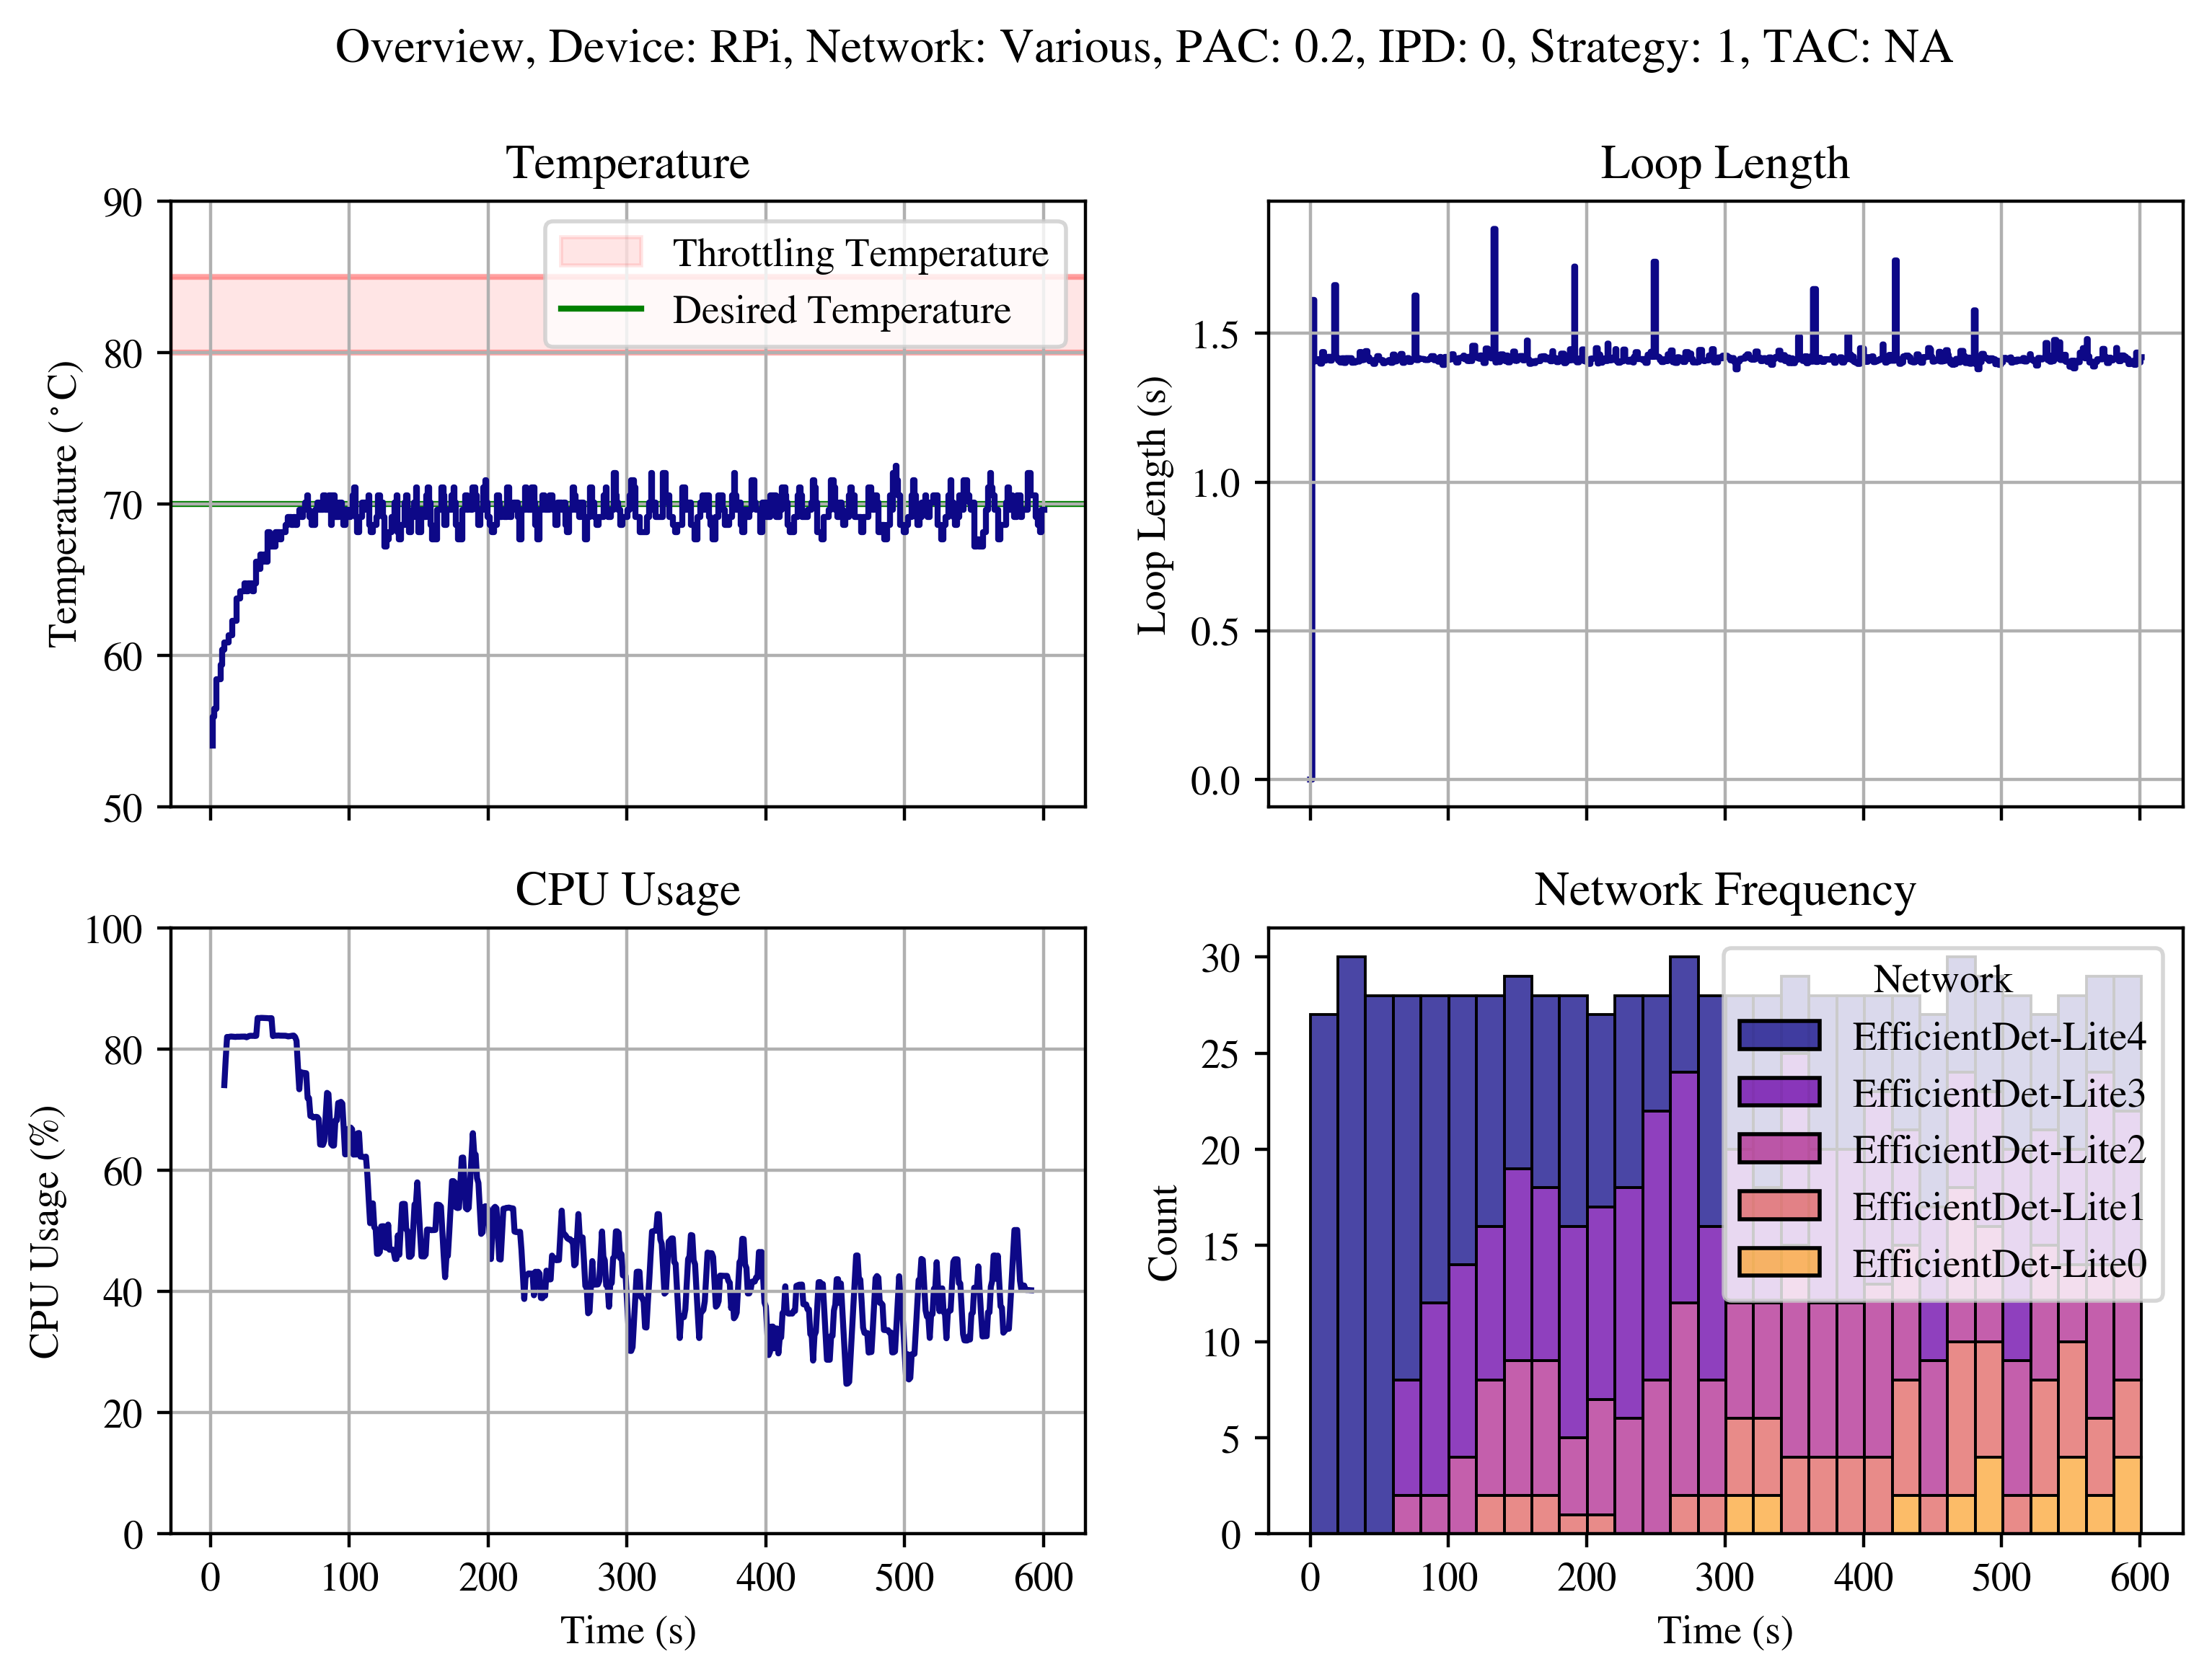 Overview, Device: RPi, Network: Various, PAC: 0.2, IPD: 0, Strategy: 1, TAC: NA
Temperature
90
80
70
60
50
Temperature (°C)
Throttling Temperature
Desired Temperature
Loop Length
1.5
1.0
0.5
0.0
Loop Length (s)
CPU Usage
100
80
60
40
20
0
CPU Usage (%)
0 100 200 300 400 500 600
Time (s)
Network Frequency
30
25
20
15
10
5
0
Count
Network
EfficientDet-Lite4
EfficientDet-Lite3
EfficientDet-Lite2
EfficientDet-Lite1
EfficientDet-Lite0
0 100 200 300 400 500 600
Time (s)